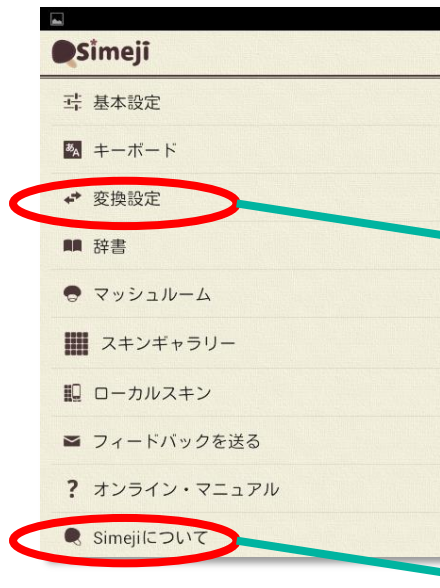 Simeji
基本設定
あA
キーボード
変換設定
辞書
マッシュルーム
スキンギャラリー
ローカルスキン
フィードバックを送る
? オンライン・マニュアル
Simejiについて